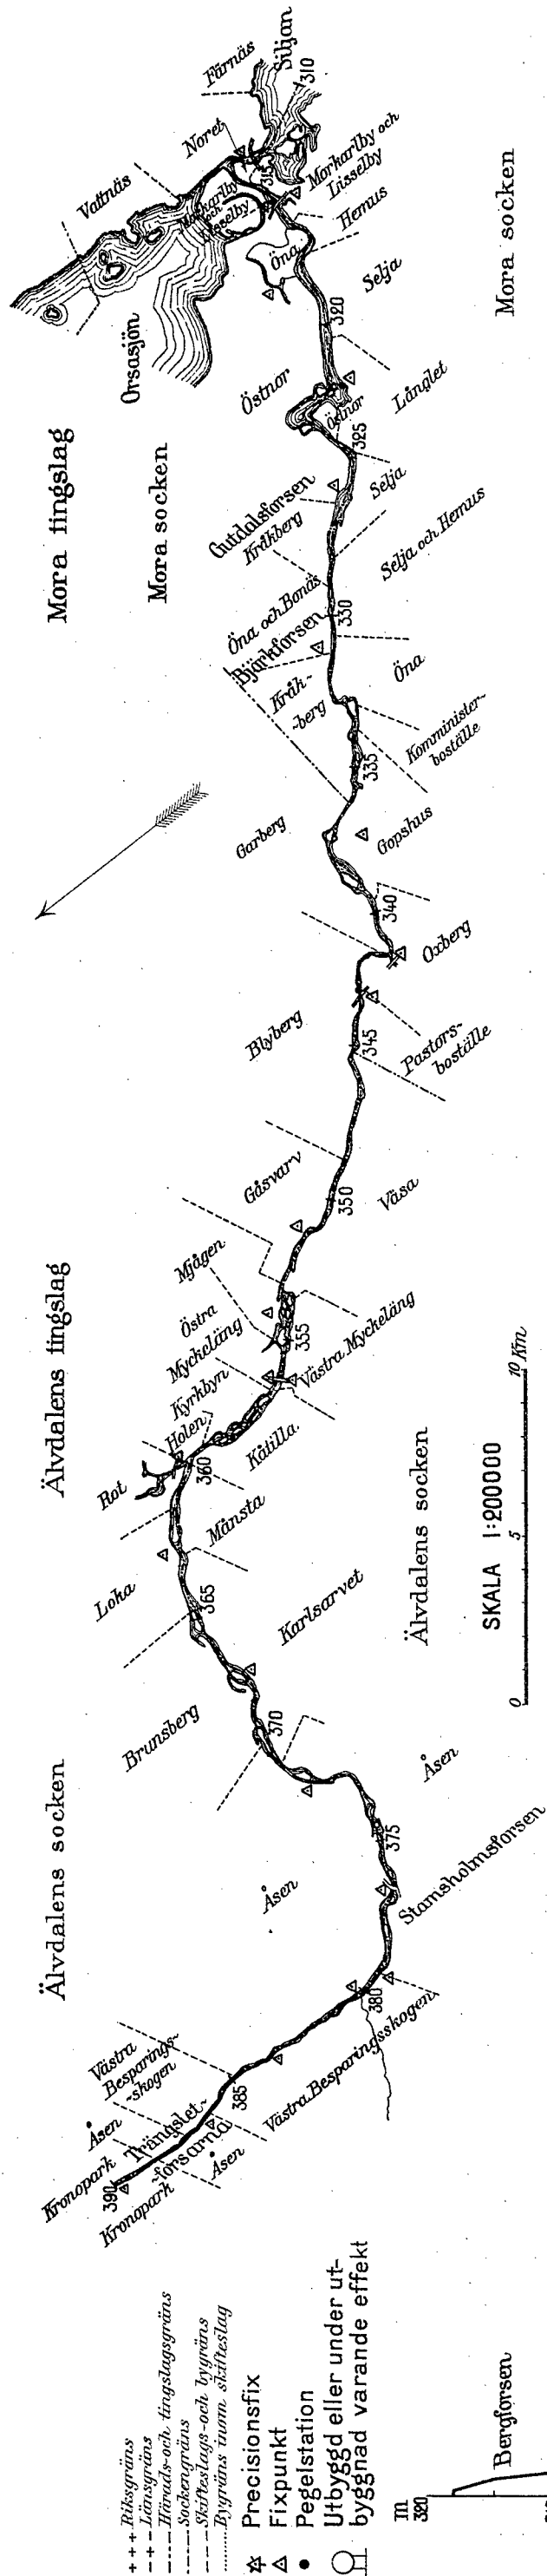 Riksgräns
Länsgräns
Härads-och tingslagsgräns
Sockengräns
Skifteslags-och bygräns
Bygräns inom skifteslag
Precisionsfix
Fixpunkt
Pegelstation
Utbyggd eller under ut-
byggnad varande effekt
m
320
Bergforsen
Älvdalens socken
Älvdalens tingslag
Mora tingslag
Mora socken
Kronopark
Åsen
Västra
Besparings-
-skogen
Trängslet-
-forsarna
390
Kronopark
Åsen
385
Västra Besparingsskogen
380
Stamsholmsforsen
375
Åsen
Åsen
Brunsberg
370
Karlsarvet
365
Loka
Månsta
Rot
Holen
360
Kåtilla
Kyrkbyn
Östra
Myckeläng
Mjågen
355
Västra Myckeläng
Gåsvarv
350
Väsa
Blyberg
345
Pastors-
boställe
Oxberg
340
Garberg
Gopshus
335
Komminister-
boställe
Kråk-
-berg
Björkforsen
Öna och Bonäs
330
Öna
Kråkberg
Gutdalsforsen
Selja och Hemus
Selja
325
Östnor
Östnor
Långlet
320
Selja
Öna
Hemus
Morkarlby och
Lisselby
Morkarlby
och
Lisselby
315
Noret
Orsasjön
Vattnäs
Färnäs
Siljan
310
Älvdalens socken
Mora socken
SKALA 1:200000
0
5
10 Km